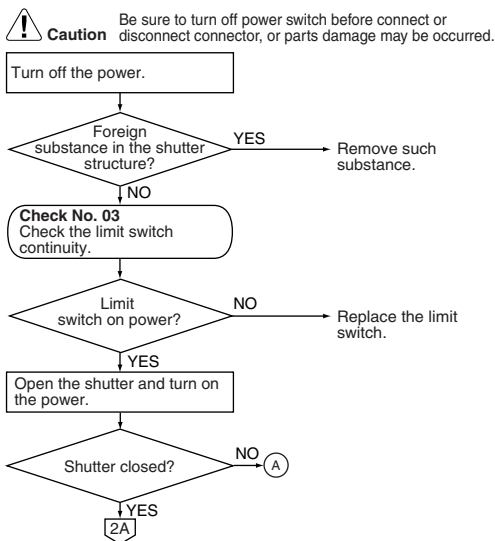 Be sure to turn off power switch before connect or
Caution disconnect connector, or parts damage may be occurred.
Turn off the power.
Foreign
substance in the shutter
structure?
YES
Remove such
substance.
NO
Check No. 03
Check the limit switch
continuity.
Limit
switch on power?
NO
Replace the limit
switch.
YES
Open the shutter and turn on
the power.
Shutter closed?
NO
A
YES
2A